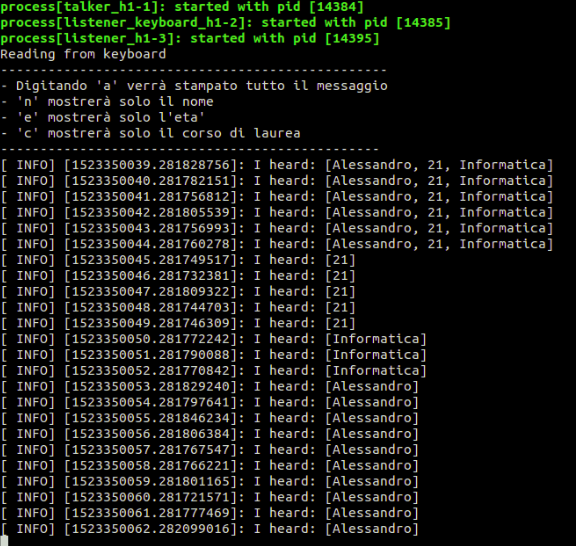 process[talker_h1-1]: started with pid [14384]
process[listener_keyboard_h1-2]: started with pid [14385]
process[listener_h1-3]: started with pid [14395]
Reading from keyboard
-------------------------------------------------
- Digitando 'a' verrà stampato tutto il messaggio
- 'n' mostrerà solo il nome
- 'e' mostrerà solo l'eta'
- 'c' mostrerà solo il corso di laurea
------------------------------------------------
[ INFO] [1523350039.281828756]: I heard: [Alessandro, 21, Informatica]
[ INFO] [1523350040.281782151]: I heard: [Alessandro, 21, Informatica]
[ INFO] [1523350041.281756812]: I heard: [Alessandro, 21, Informatica]
[ INFO] [1523350042.281805539]: I heard: [Alessandro, 21, Informatica]
[ INFO] [1523350043.281756993]: I heard: [Alessandro, 21, Informatica]
[ INFO] [1523350044.281760278]: I heard: [Alessandro, 21, Informatica]
[ INFO] [1523350045.281749517]: I heard: [21]
[ INFO] [1523350046.281732381]: I heard: [21]
[ INFO] [1523350047.281809322]: I heard: [21]
[ INFO] [1523350048.281744703]: I heard: [21]
[ INFO] [1523350049.281746309]: I heard: [21]
[ INFO] [1523350050.281772242]: I heard: [Informatica]
[ INFO] [1523350051.281790088]: I heard: [Informatica]
[ INFO] [1523350052.281770842]: I heard: [Informatica]
[ INFO] [1523350053.281829240]: I heard: [Alessandro]
[ INFO] [1523350054.281797641]: I heard: [Alessandro]
[ INFO] [1523350055.281846234]: I heard: [Alessandro]
[ INFO] [1523350056.281806384]: I heard: [Alessandro]
[ INFO] [1523350057.281767547]: I heard: [Alessandro]
[ INFO] [1523350058.281766221]: I heard: [Alessandro]
[ INFO] [1523350059.281801165]: I heard: [Alessandro]
[ INFO] [1523350060.281721571]: I heard: [Alessandro]
[ INFO] [1523350061.281777469]: I heard: [Alessandro]
[ INFO] [1523350062.282099016]: I heard: [Alessandro]